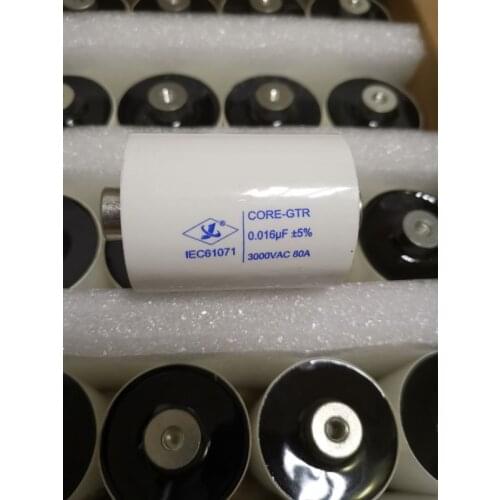 CORE-GTR
0.016μF ±5%
3000VAC 80A
IEC61071